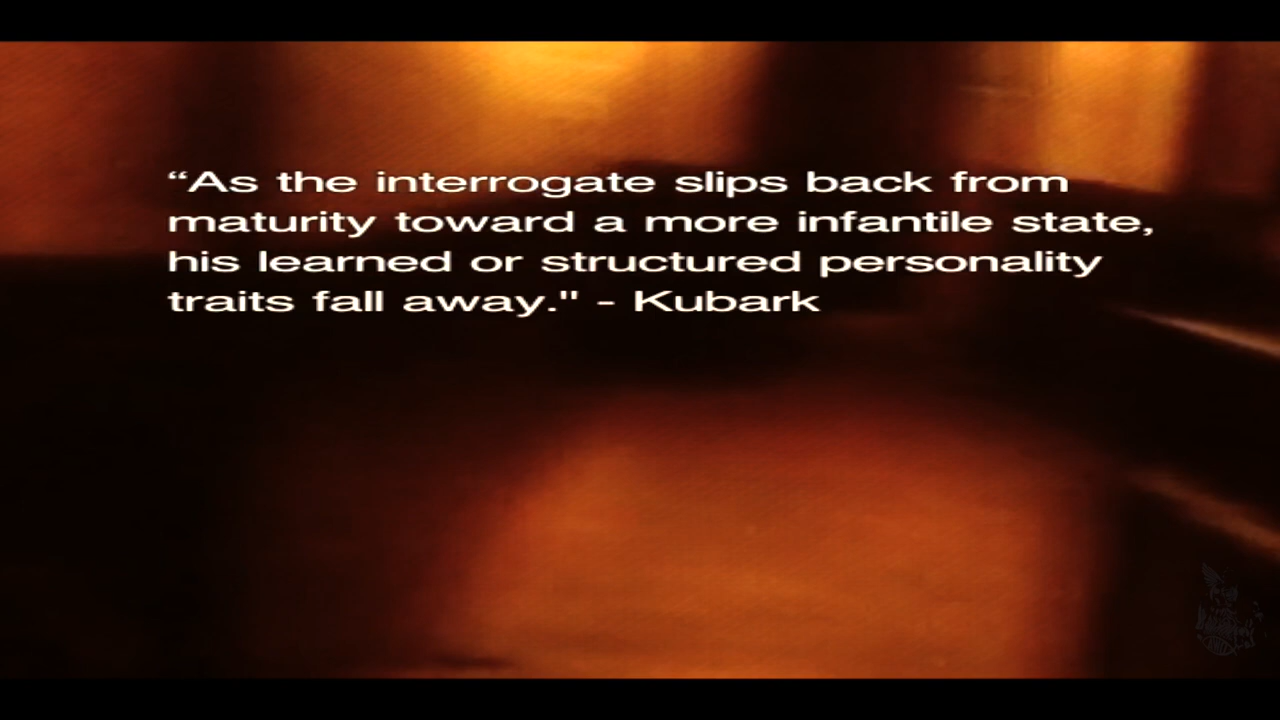 “As the interrogate slips back from
maturity toward a more infantile state,
his learned or structured personality
traits fall away." - Kubark